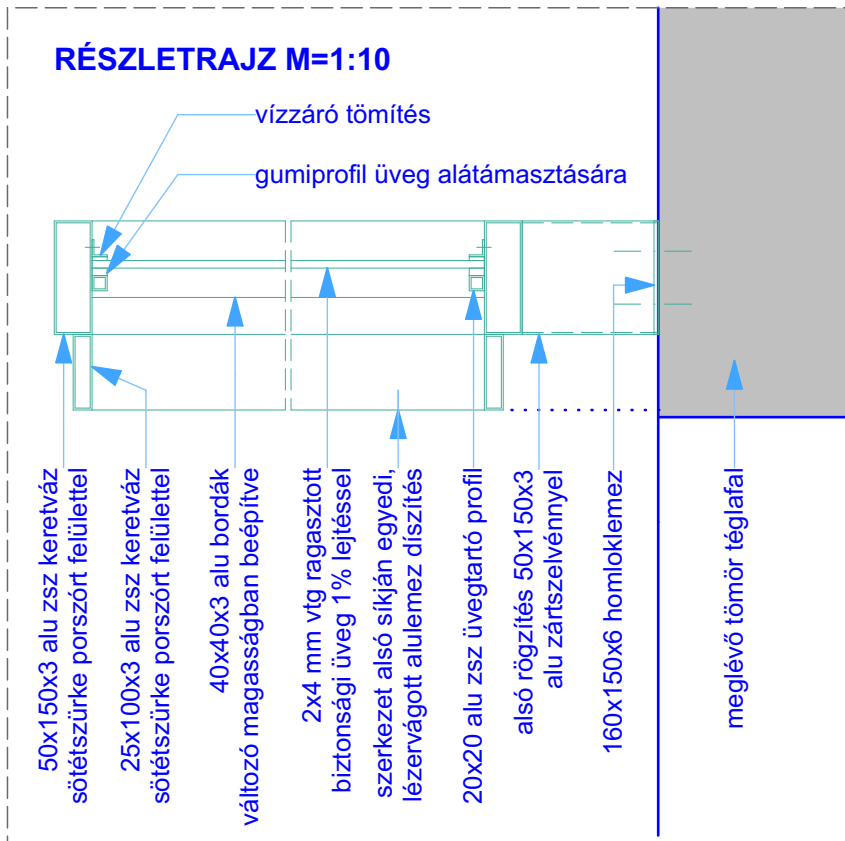 RÉSZLETRAJZ M=1:10
vízzáró tömítés
gumiprofil üveg alátámasztására
50x150x3 alu zsz keretváz
sötétszürke porszórt felülettel
25x100x3 alu zsz keretváz
sötétszürke porszórt felülettel
40x40x3 alu bordák
változó magasságban beépítve
2x4 mm vtg ragasztott
biztonsági üveg 1% lejtéssel
szerkezet alsó síkján egyedi,
lézervágott alulemez díszítés
20x20 alu zsz üvegtartó profil
alsó rögzítés 50x150x3
alu zártszelvénnyel
160x150x6 homloklemez
meglévő tömör téglafal